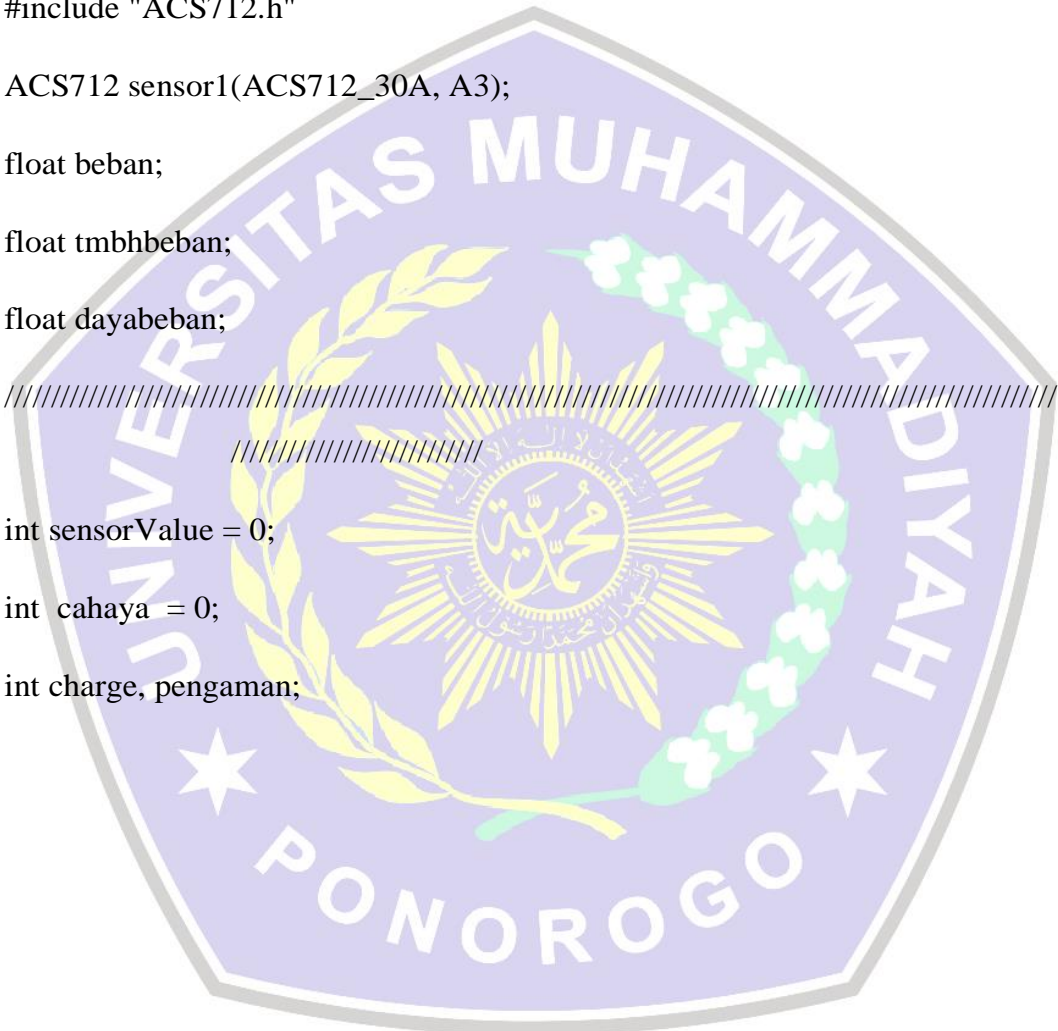 #include "ACS712.h"
ACS712 sensor1(ACS712_30A, A3);
float beban;
float tmbhbeban;
float dayabeban;
/////////////////////////////////////////////////////////////////////////////////////////////////////////////////////
////////////////////////////
int sensorValue = 0;
int  cahaya  = 0;
int charge, pengaman;
UNIVERSITAS MUHAMMADIYAH
PONOROGO
محمدية